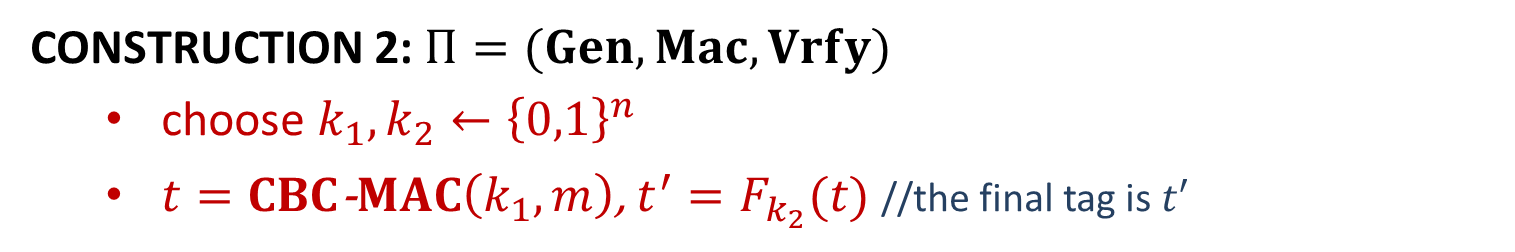 CONSTRUCTION 2: Π = (Gen, Mac, Vrfy)
• choose k₁, k₂ ← {0,1}ⁿ
• t = CBC-MAC(k₁, m), t′ = F_{k₂}(t) //the final tag is t′